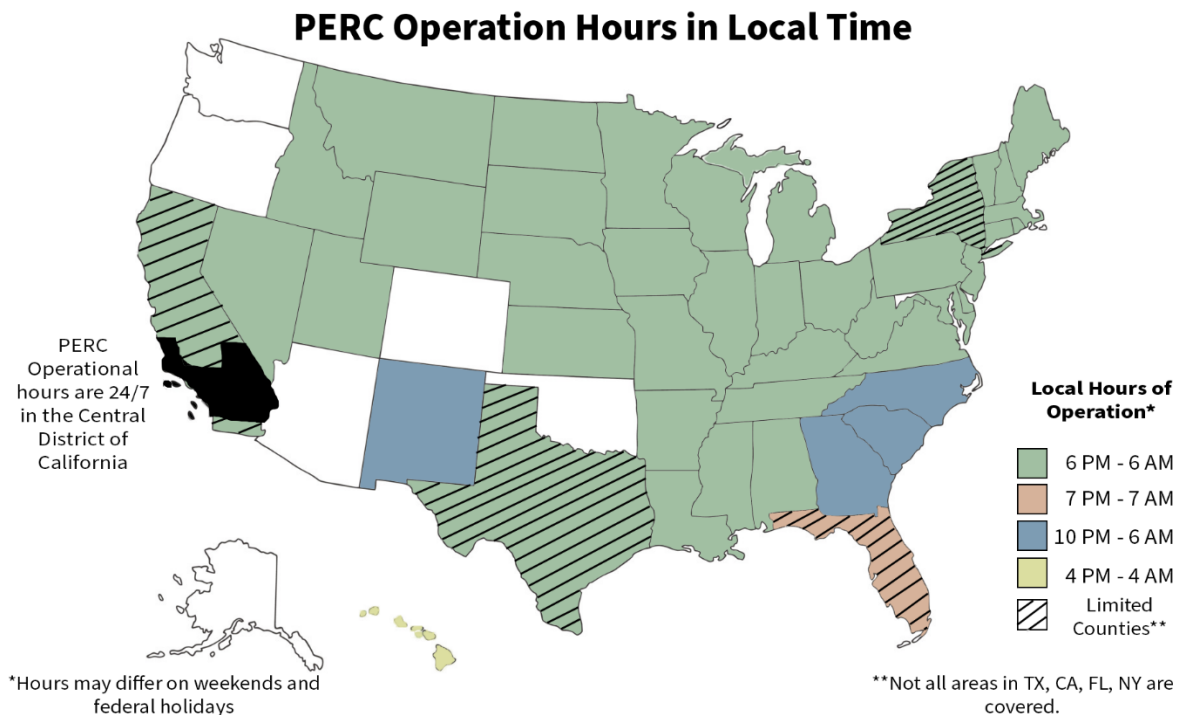 PERC Operation Hours in Local Time
PERC
Operational
hours are 24/7
in the Central
District of
California
Local Hours of
Operation*
6 PM - 6 AM
7 PM - 7 AM
10 PM - 6 AM
4 PM - 4 AM
Limited
Counties**
*Hours may differ on weekends and
federal holidays
**Not all areas in TX, CA, FL, NY are
covered.